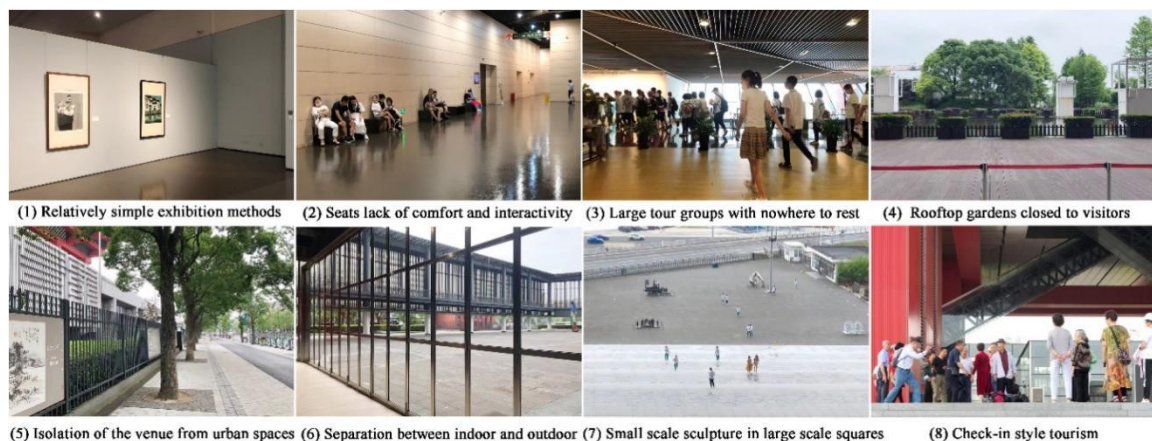 (1) Relatively simple exhibition methods
(2) Seats lack of comfort and interactivity
(3) Large tour groups with nowhere to rest
(4) Rooftop gardens closed to visitors
(5) Isolation of the venue from urban spaces
(6) Separation between indoor and outdoor
(7) Small scale sculpture in large scale squares
(8) Check-in style tourism